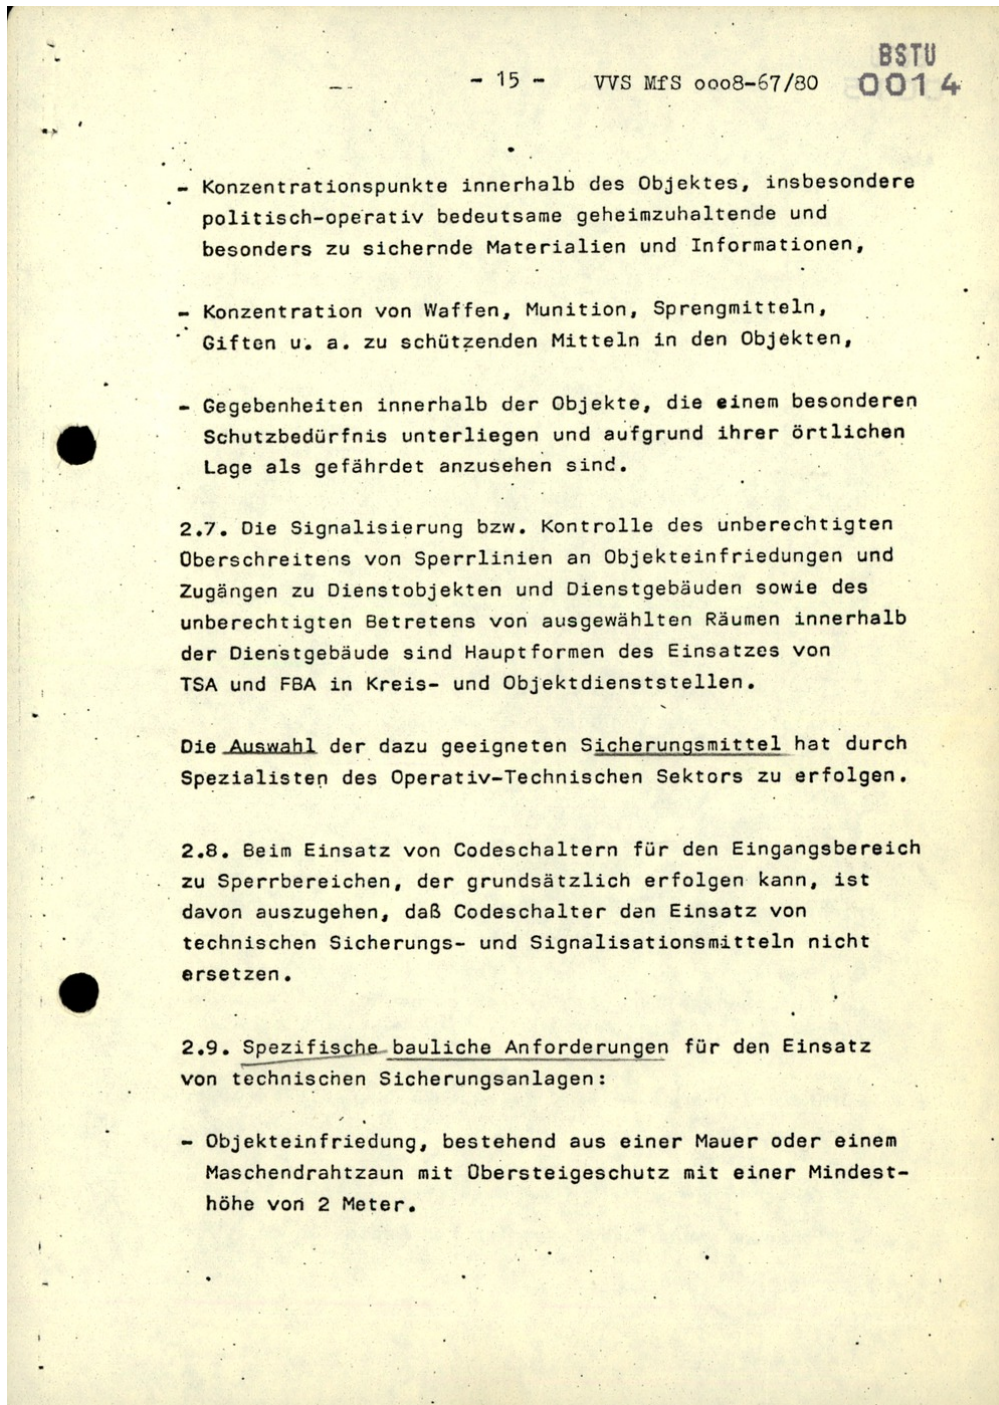 BSTU
- 15 - VVS MfS ooo8-67/80 0014
- Konzentrationspunkte innerhalb des Objektes, insbesondere
politisch-operativ bedeutsame geheimzuhaltende und
besonders zu sichernde Materialien und Informationen,
- Konzentration von Waffen, Munition, Sprengmitteln,
Giften u. a. zu schützenden Mitteln in den Objekten,
- Gegebenheiten innerhalb der Objekte, die einem besonderen
Schutzbedürfnis unterliegen und aufgrund ihrer örtlichen
Lage als gefährdet anzusehen sind.
2.7. Die Signalisierung bzw. Kontrolle des unberechtigten
Überschreitens von Sperrlinien an Objekteinfriedungen und
Zugängen zu Dienstobjekten und Dienstgebäuden sowie des
unberechtigten Betretens von ausgewählten Räumen innerhalb
der Dienstgebäude sind Hauptformen des Einsatzes von
TSA und FBA in Kreis- und Objektdienststellen.
Die Auswahl der dazu geeigneten Sicherungsmittel hat durch
Spezialisten des Operativ-Technischen Sektors zu erfolgen.
2.8. Beim Einsatz von Codeschaltern für den Eingangsbereich
zu Sperrbereichen, der grundsätzlich erfolgen kann, ist
davon auszugehen, daß Codeschalter den Einsatz von
technischen Sicherungs- und Signalisationsmitteln nicht
ersetzen.
2.9. Spezifische bauliche Anforderungen für den Einsatz
von technischen Sicherungsanlagen:
- Objekteinfriedung, bestehend aus einer Mauer oder einem
Maschendrahtzaun mit Übersteigeschutz mit einer Mindest-
höhe von 2 Meter.